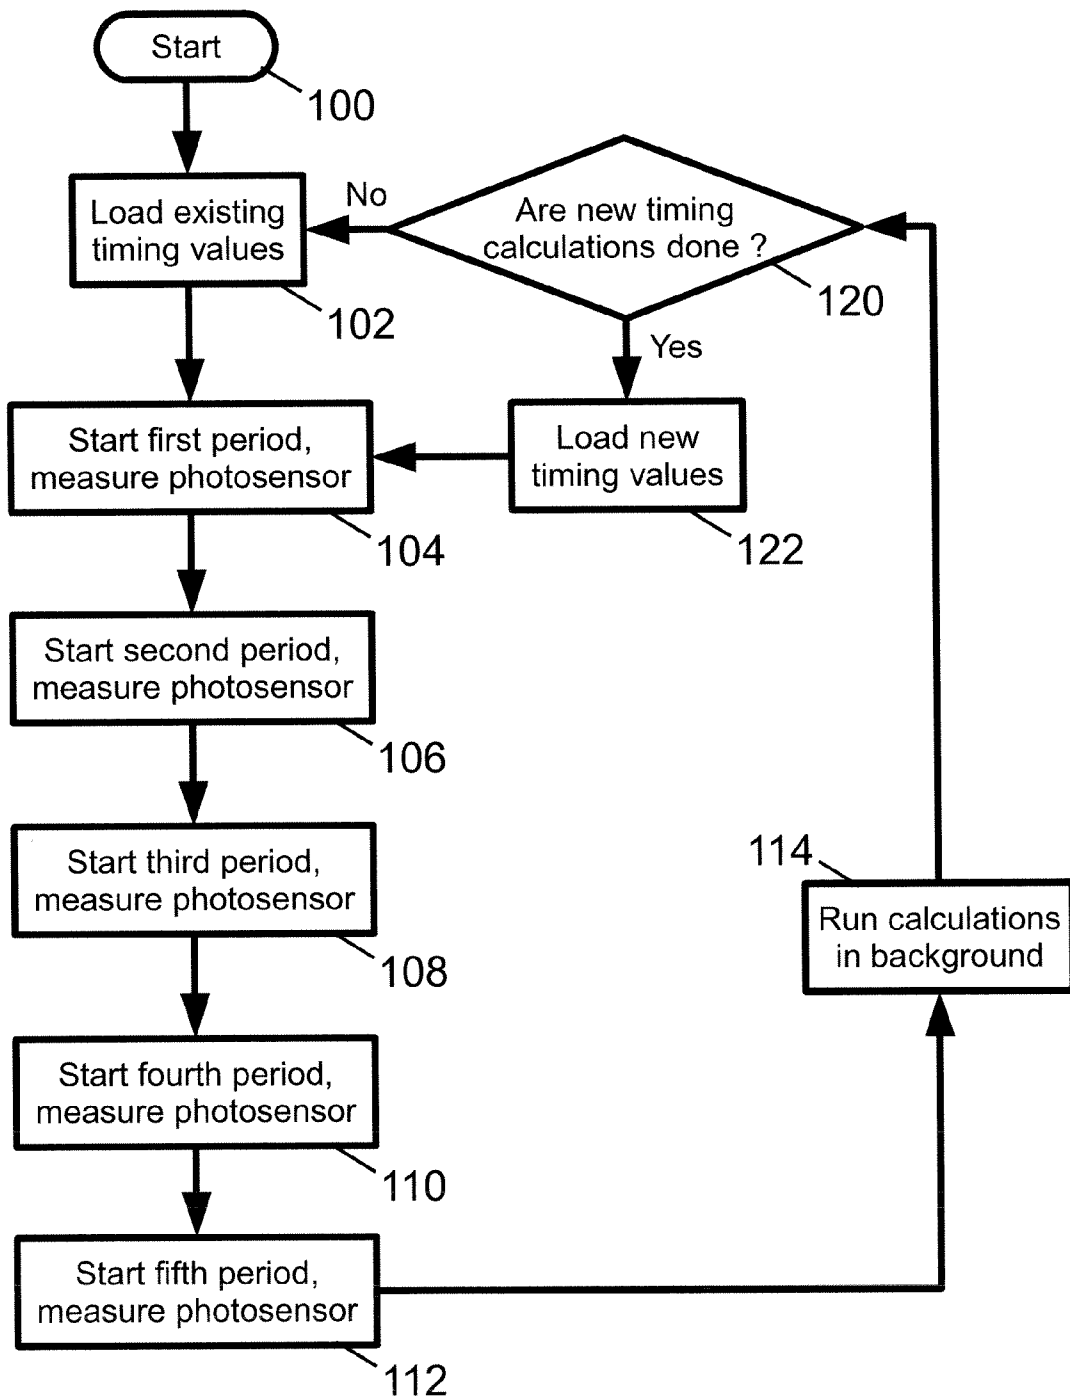 Start
100
Load existing
timing values
102
No
Are new timing
calculations done ?
120
Yes
Load new
timing values
122
Start first period,
measure photosensor
104
Start second period,
measure photosensor
106
Start third period,
measure photosensor
108
Start fourth period,
measure photosensor
110
Start fifth period,
measure photosensor
112
114
Run calculations
in background